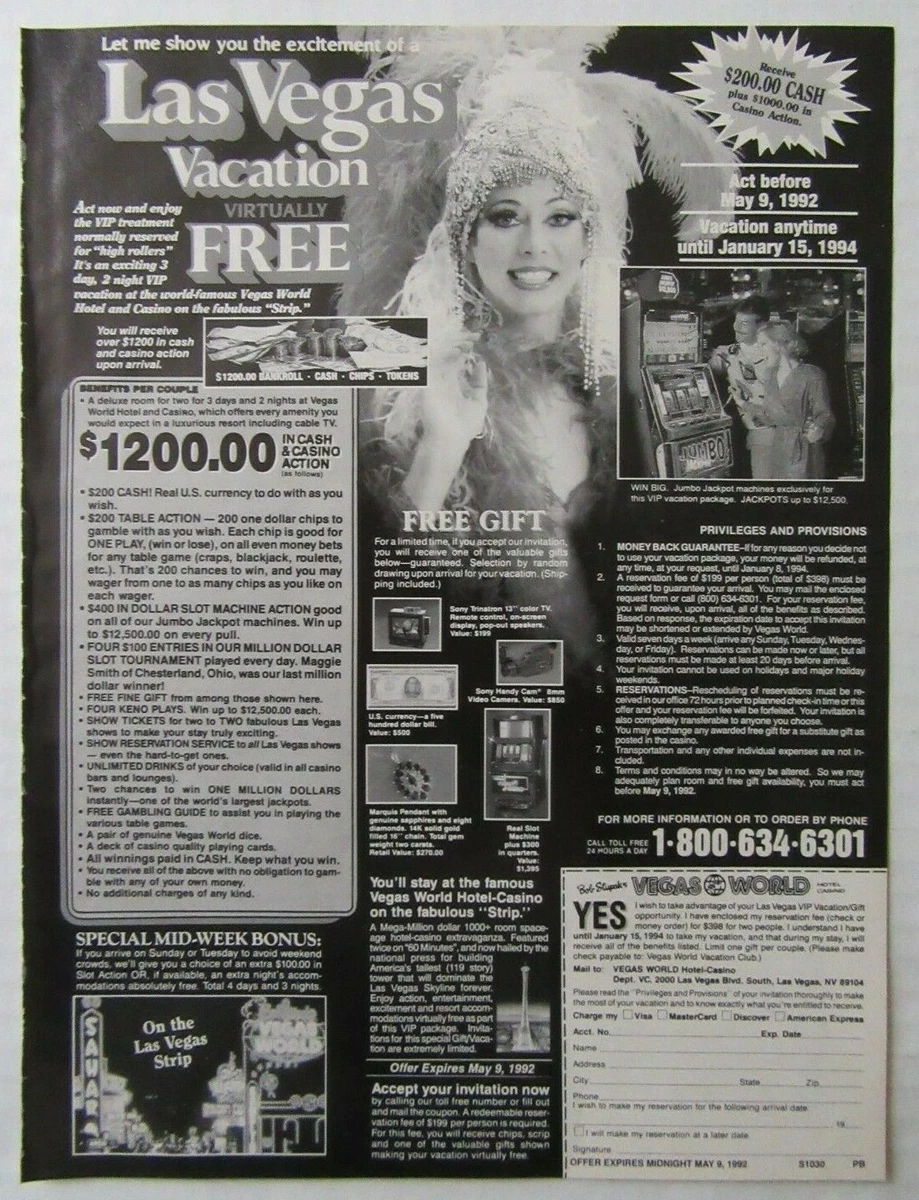 Let me show you the excitement of a
Las Vegas
Vacation
VIRTUALLY
FREE
Act now and enjoy
the VIP treatment
normally reserved
for "high rollers"
It's an exciting 3
day, 2 night VIP
vacation at the world-famous Vegas World
Hotel and Casino on the fabulous "Strip."
Receive
$200.00 CASH
plus $1000.00 in
Casino Action.
Act before
May 9, 1992
Vacation anytime
until January 15, 1994
You will receive
over $1200 in cash
and casino action
upon arrival.
$1200.00 BANKROLL · CASH · CHIPS · TOKENS
BENEFITS PER COUPLE
• A deluxe room for two for 3 days and 2 nights at Vegas
World Hotel and Casino, which offers every amenity you
would expect in a luxurious resort including cable TV.
$1200.00 IN CASH
& CASINO
ACTION
(as follows)
• $200 CASH! Real U.S. currency to do with as you
wish.
• $200 TABLE ACTION — 200 one dollar chips to
gamble with as you wish. Each chip is good for
ONE PLAY, (win or lose), on all even money bets
for any table game (craps, blackjack, roulette,
etc.). That's 200 chances to win, and you may
wager from one to as many chips as you like on
each wager.
• $400 IN DOLLAR SLOT MACHINE ACTION good
on all of our Jumbo Jackpot machines. Win up
to $12,500.00 on every pull.
• FOUR $100 ENTRIES IN OUR MILLION DOLLAR
SLOT TOURNAMENT played every day. Maggie
Smith of Chesterland, Ohio, was our last million
dollar winner!
• FREE FINE GIFT from among those shown here.
• FOUR KENO PLAYS. Win up to $12,500.00 each.
• SHOW TICKETS for two to TWO fabulous Las Vegas
shows to make your stay truly exciting.
• SHOW RESERVATION SERVICE to all Las Vegas shows
— even the hard-to-get ones.
• UNLIMITED DRINKS of your choice (valid in all casino
bars and lounges).
• Two chances to win ONE MILLION DOLLARS
instantly—one of the world's largest jackpots.
• FREE GAMBLING GUIDE to assist you in playing the
various table games.
• A pair of genuine Vegas World dice.
• A deck of casino quality playing cards.
• All winnings paid in CASH. Keep what you win.
• You receive all of the above with no obligation to gam-
ble with any of your own money.
• No additional charges of any kind.
SPECIAL MID-WEEK BONUS:
If you arrive on Sunday or Tuesday to avoid weekend
crowds, we'll give you a choice of an extra $100.00 in
Slot Action OR, if available, an extra night's accom-
modations absolutely free. Total 4 days and 3 nights.
On the
Las Vegas
Strip
SAHARA
VEGAS
WORLD
FREE GIFT
For a limited time, if you accept our invitation,
you will receive one of the valuable gifts
below—guaranteed. Selection by random
drawing upon arrival for your vacation. (Ship-
ping included.)
Sony Trinatron 13" color TV.
Remote control, on-screen
display, pop-out speakers.
Value: $199
U.S. currency—a five
hundred dollar bill.
Value: $500
Sony Handy Cam® 8mm
Video Camera. Value: $850
Marquis Pendant with
genuine sapphires and eight
diamonds. 14K solid gold
filled 16" chain. Total gem
weight two carats.
Retail Value: $270.00
Real Slot
Machine
plus $300
in quarters.
Value:
$1,395
You'll stay at the famous
Vegas World Hotel-Casino
on the fabulous "Strip."
A Mega-Million dollar 1000+ room space-
age hotel-casino extravaganza. Featured
twice on "60 Minutes", and now hailed by the
national press for building
America's tallest (119 story)
tower that will dominate the
Las Vegas Skyline forever.
Enjoy action, entertainment,
excitement and resort accom-
modations virtually free as part
of this VIP package. Invita-
tions for this special Gift/Vaca-
tion are extremely limited.
Offer Expires May 9, 1992
Accept your invitation now
by calling our toll free number or fill out
and mail the coupon. A redeemable reser-
vation fee of $199 per person is required.
For this fee, you will receive chips, scrip
and one of the valuable gifts shown
making your vacation virtually free.
JUMBO
JACKPOT
WIN BIG. Jumbo Jackpot machines exclusively for
this VIP vacation package. JACKPOTS up to $12,500.
PRIVILEGES AND PROVISIONS
1. MONEY BACK GUARANTEE—If for any reason you decide not
to use your vacation package, your money will be refunded, at
any time, at your request, until January 8, 1994.
2. A reservation fee of $199 per person (total of $398) must be
received to guarantee your arrival. You may mail the enclosed
request form or call (800) 634-6301. For your reservation fee,
you will receive, upon arrival, all of the benefits as described.
Based on response, the expiration date to accept this invitation
may be shortened or extended by Vegas World.
3. Valid seven days a week (arrive any Sunday, Tuesday, Wednes-
day, or Friday). Reservations can be made now or later, but all
reservations must be made at least 20 days before arrival.
4. Your invitation cannot be used on holidays and major holiday
weekends.
5. RESERVATIONS—Rescheduling of reservations must be re-
ceived in our office 72 hours prior to planned check-in time or this
offer and your reservation fee will be forfeited. Your invitation is
also completely transferable to anyone you choose.
6. You may exchange any awarded free gift for a substitute gift as
posted in the casino.
7. Transportation and any other individual expenses are not in-
cluded.
8. Terms and conditions may in no way be altered. So we may
adequately plan room and free gift availability, you must act
before May 9, 1992.
FOR MORE INFORMATION OR TO ORDER BY PHONE
CALL TOLL FREE
24 HOURS A DAY 1·800·634·6301
Bob Stupak's VEGAS WORLD HOTEL
CASINO
YES I wish to take advantage of your Las Vegas VIP Vacation/Gift
opportunity. I have enclosed my reservation fee (check or
money order) for $398 for two people. I understand I have
until January 15, 1994 to take my vacation, and that during my stay, I will
receive all of the benefits listed. Limit one gift per couple. (Please make
check payable to: Vegas World Vacation Club.)
Mail to: VEGAS WORLD Hotel-Casino
Dept. VC, 2000 Las Vegas Blvd. South, Las Vegas, NV 89104
Please read the "Privileges and Provisions" of your invitation thoroughly to make
the most of your vacation and to know exactly what you're entitled to receive.
Charge my Visa MasterCard Discover American Express
Acct. No. Exp. Date
Name
Address
City State Zip
Phone
I wish to make my reservation for the following arrival date
19
I will make my reservation at a later date.
Signature
OFFER EXPIRES MIDNIGHT MAY 9, 1992 S1030 PB